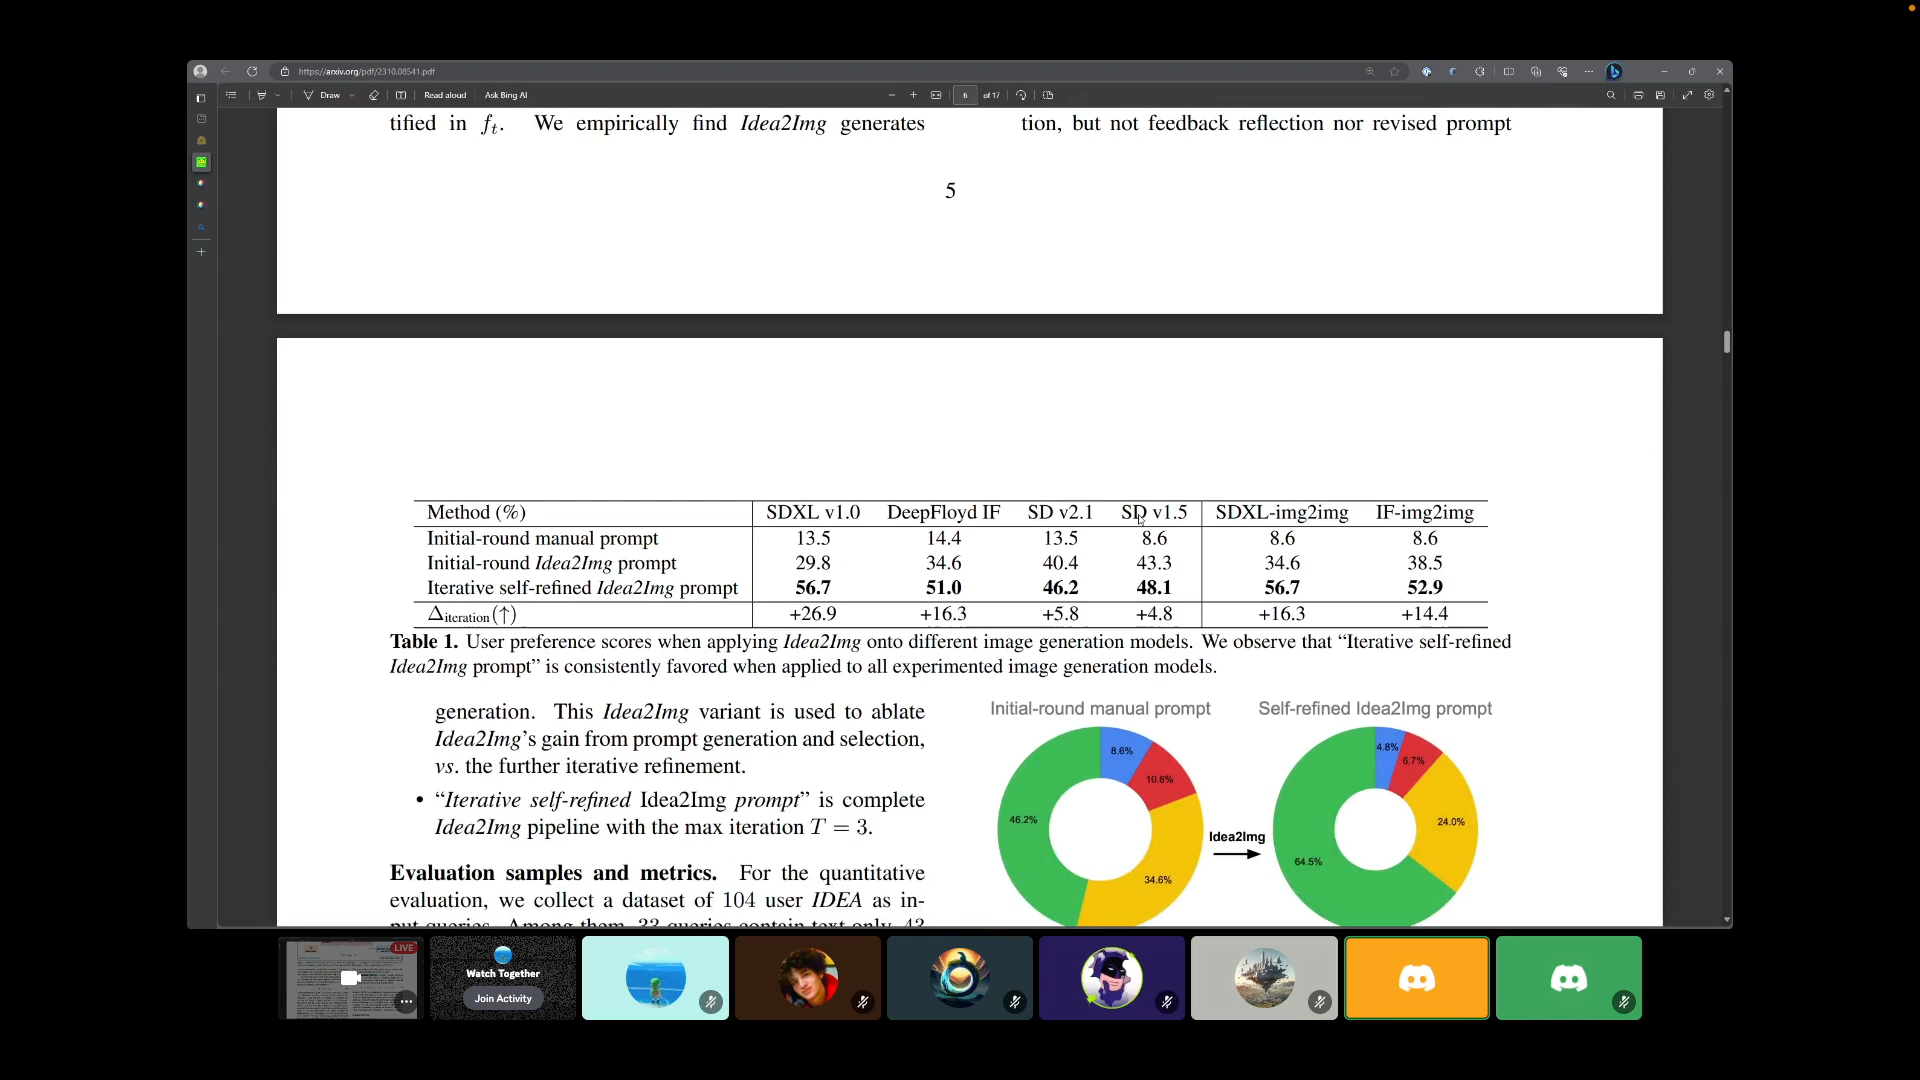 https://arxiv.org/pdf/2310.08541.pdf
Draw
Read aloud
Ask Bing AI
6
of 17
tified in fₜ. We empirically find Idea2Img generates
tion, but not feedback reflection nor revised prompt
5
Method (%) SDXL v1.0 DeepFloyd IF SD v2.1 SD v1.5 SDXL-img2img IF-img2img
Initial-round manual prompt 13.5 14.4 13.5 8.6 8.6 8.6
Initial-round Idea2Img prompt 29.8 34.6 40.4 43.3 34.6 38.5
Iterative self-refined Idea2Img prompt 56.7 51.0 46.2 48.1 56.7 52.9
Δiteration(↑) +26.9 +16.3 +5.8 +4.8 +16.3 +14.4
Table 1. User preference scores when applying Idea2Img onto different image generation models. We observe that “Iterative self-refined
Idea2Img prompt” is consistently favored when applied to all experimented image generation models.
generation. This Idea2Img variant is used to ablate
Idea2Img’s gain from prompt generation and selection,
vs. the further iterative refinement.
• “Iterative self-refined Idea2Img prompt” is complete
Idea2Img pipeline with the max iteration T = 3.
Evaluation samples and metrics. For the quantitative
evaluation, we collect a dataset of 104 user IDEA as in-
put queries. Among them, 33 queries contain text only, 43
Initial-round manual prompt
8.6%
10.6%
46.2%
34.6%
Idea2Img
Self-refined Idea2Img prompt
4.8%
6.7%
24.0%
64.5%
LIVE
Watch Together
Join Activity